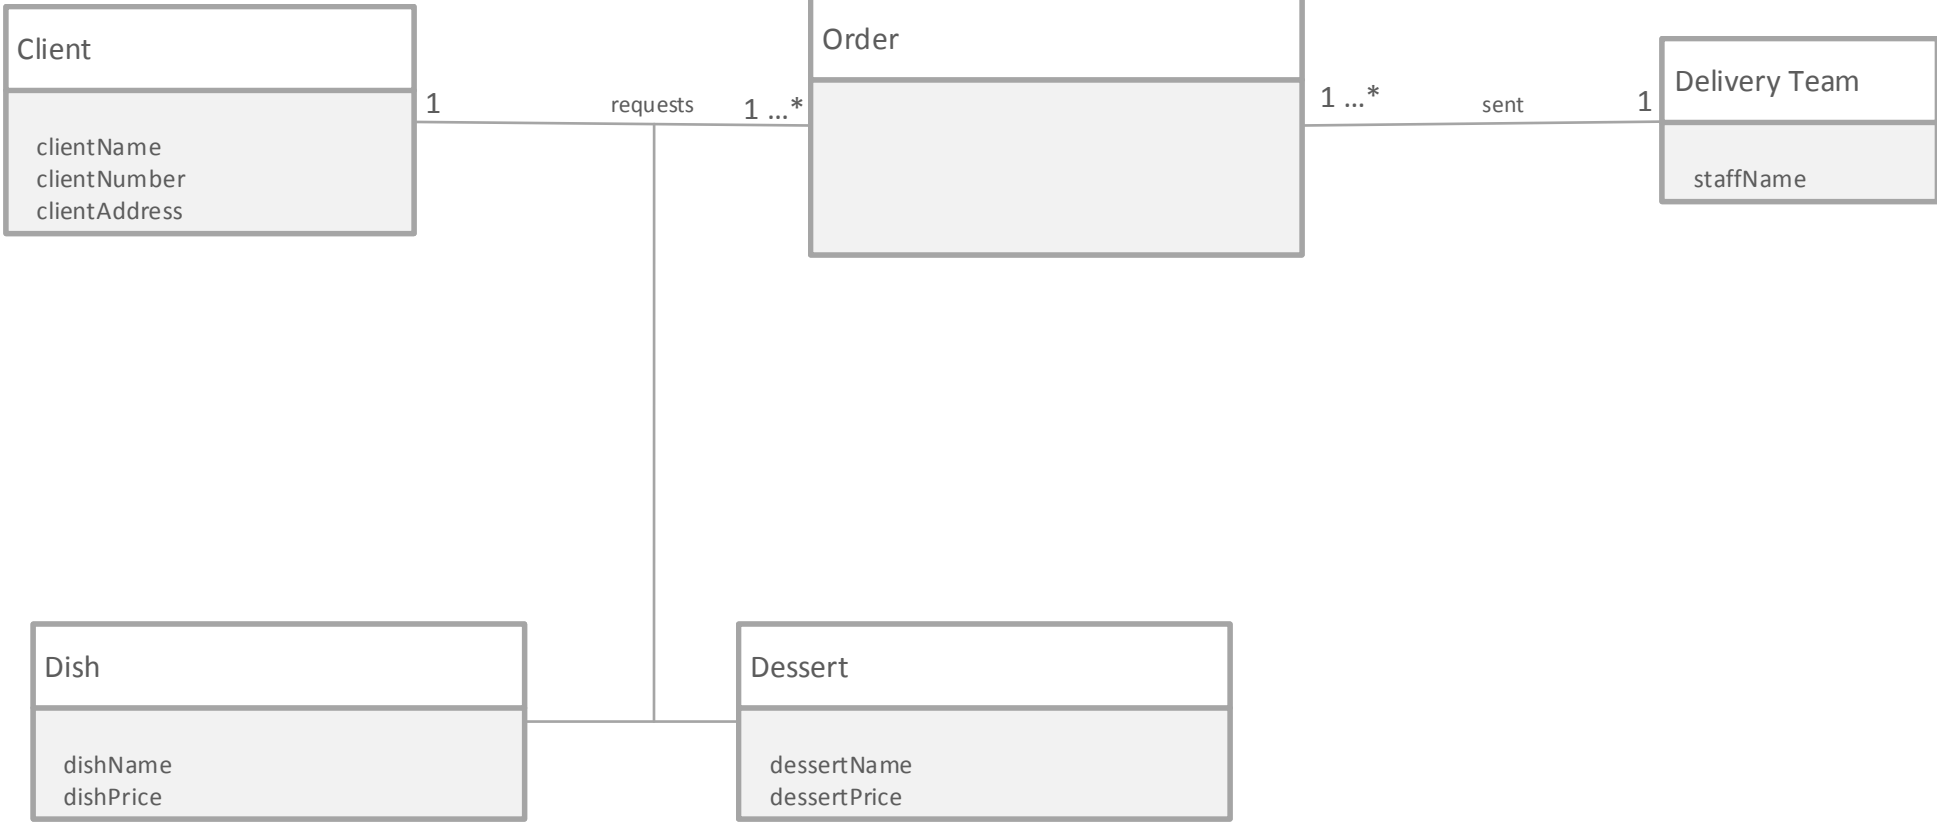 Client
clientName
clientNumber
clientAddress
1
requests
1 ...*
Order
1 ...*
sent
1
Delivery Team
staffName
Dish
dishName
dishPrice
Dessert
dessertName
dessertPrice